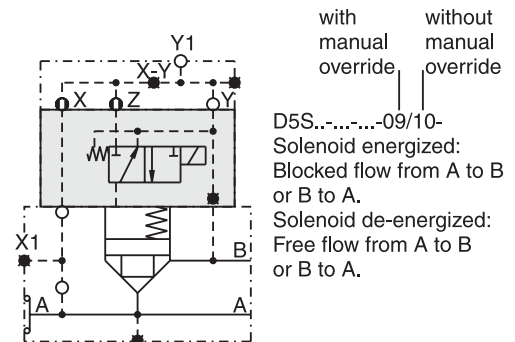 Y1
X-Y
X
Z
Y
X1
B
A
A
with without
manual manual
override override
D5S..-...-...-09/10-
Solenoid energized:
Blocked flow from A to B
or B to A.
Solenoid de-energized:
Free flow from A to B
or B to A.